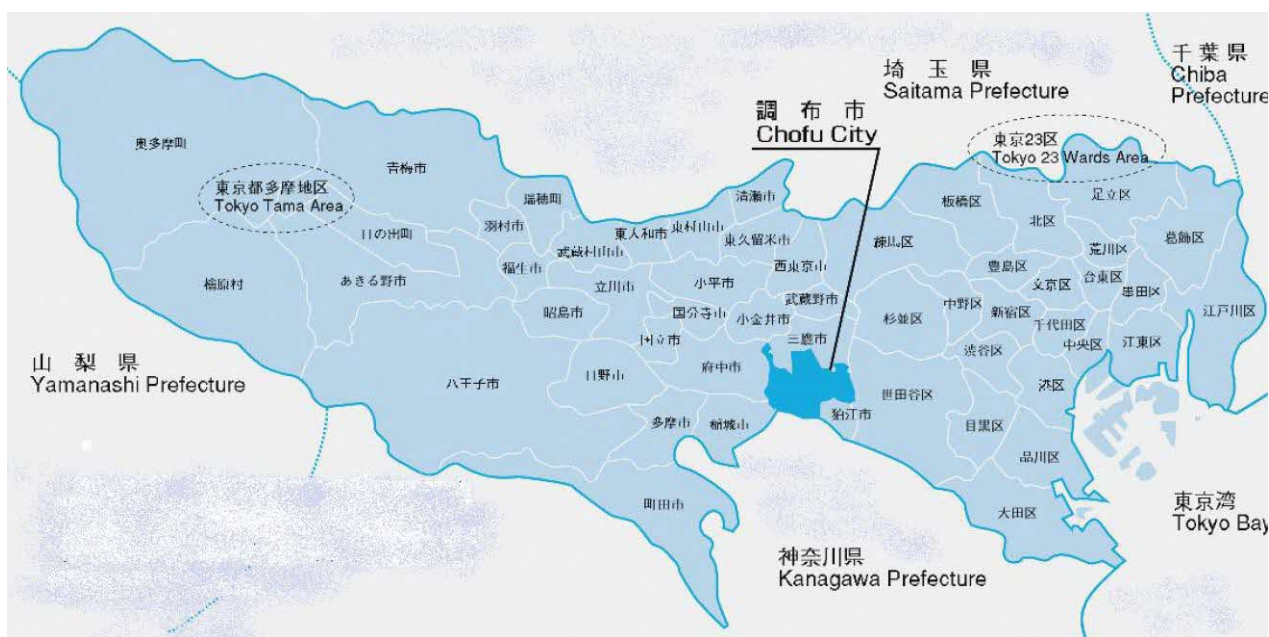 千葉県
Chiba
Prefecture
埼玉県
Saitama Prefecture
調布市
Chofu City
東京23区
Tokyo 23 Wards Area
奥多摩町
青梅市
東京都多摩地区
Tokyo Tama Area
瑞穂町
羽村市
日の出町
福生市
武蔵村山市
東大和市
東村山市
清瀬市
東久留米市
西東京市
檜原村
あきる野市
昭島市
立川市
小平市
国分寺市
小金井市
武蔵野市
国立市
三鷹市
府中市
八王子市
日野市
多摩市
稲城市
狛江市
町田市
板橋区
北区
足立区
葛飾区
練馬区
豊島区
荒川区
文京区
台東区
墨田区
江戸川区
杉並区
中野区
新宿区
千代田区
中央区
江東区
渋谷区
港区
世田谷区
目黒区
品川区
大田区
山梨県
Yamanashi Prefecture
神奈川県
Kanagawa Prefecture
東京湾
Tokyo Bay